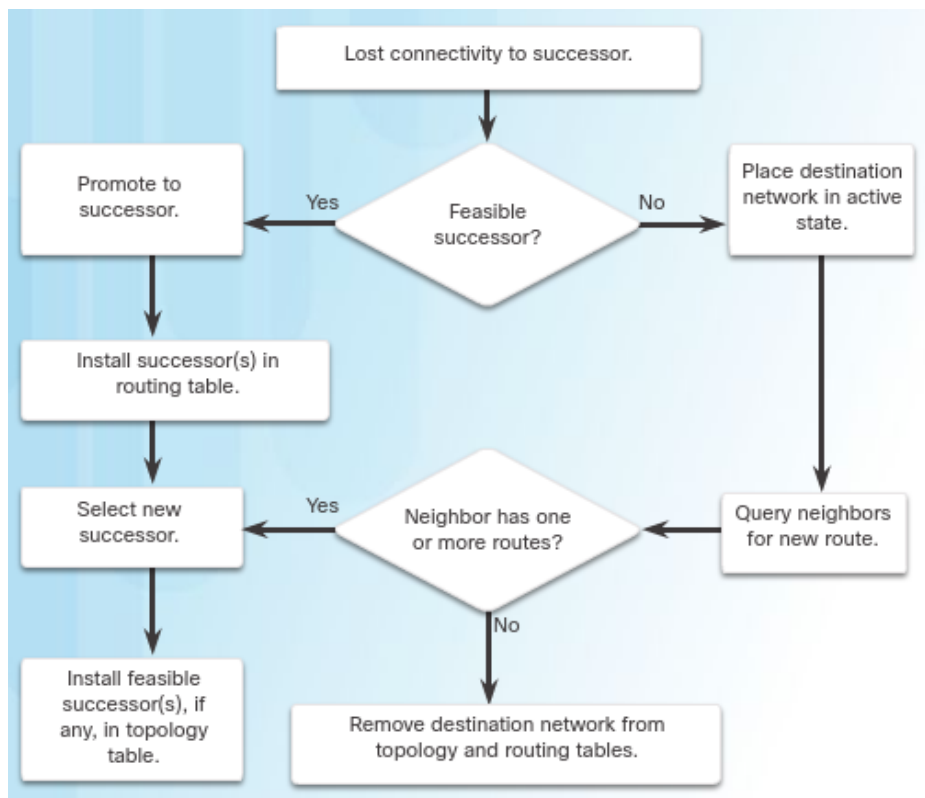 Lost connectivity to successor.
Promote to
successor.
Yes
Feasible
successor?
No
Place destination
network in active
state.
Install successor(s) in
routing table.
Select new
successor.
Yes
Neighbor has one
or more routes?
Query neighbors
for new route.
No
Install feasible
successor(s), if
any, in topology
table.
Remove destination network from
topology and routing tables.